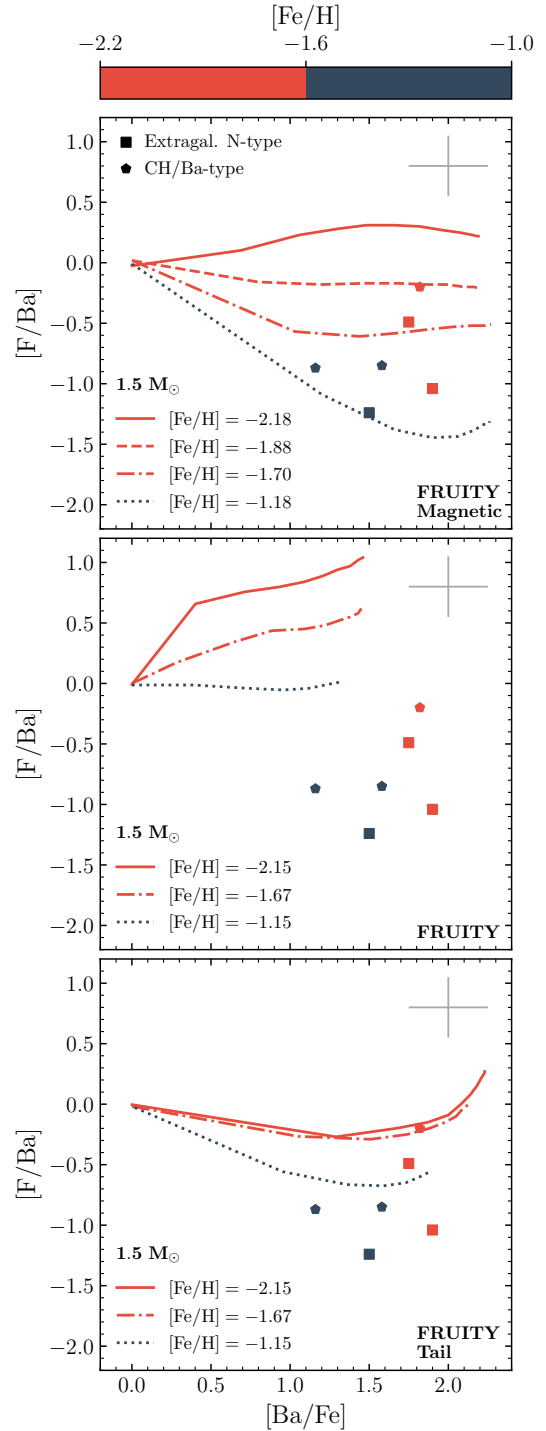 [Fe/H]
−2.2 −1.6 −1.0
Extragal. N-type
CH/Ba-type
1.0
0.5
0.0
−0.5
−1.0
−1.5
−2.0
[F/Ba]
1.5 M⊙
[Fe/H] = −2.18
[Fe/H] = −1.88
[Fe/H] = −1.70
[Fe/H] = −1.18
FRUITY
Magnetic
1.0
0.5
0.0
−0.5
−1.0
−1.5
−2.0
[F/Ba]
1.5 M⊙
[Fe/H] = −2.15
[Fe/H] = −1.67
[Fe/H] = −1.15
FRUITY
1.0
0.5
0.0
−0.5
−1.0
−1.5
−2.0
[F/Ba]
1.5 M⊙
[Fe/H] = −2.15
[Fe/H] = −1.67
[Fe/H] = −1.15
FRUITY
Tail
0.0 0.5 1.0 1.5 2.0
[Ba/Fe]